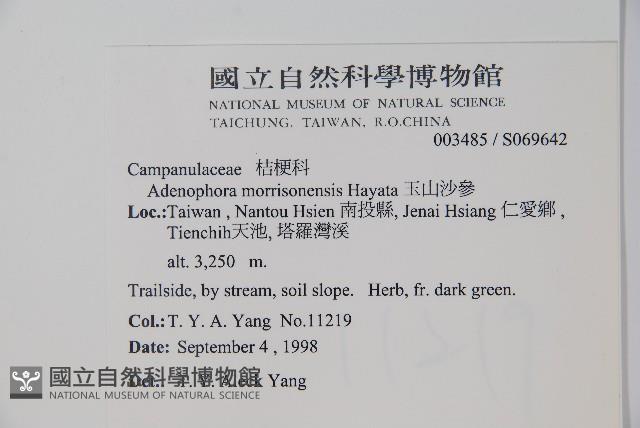 國立自然科學博物館
NATIONAL MUSEUM OF NATURAL SCIENCE
TAICHUNG, TAIWAN, R.O.CHINA
003485 / S069642
Campanulaceae 桔梗科
Adenophora morrisonensis Hayata 玉山沙參
Loc.:Taiwan , Nantou Hsien 南投縣, Jenai Hsiang 仁愛鄉 ,
Tienchih天池, 塔羅灣溪
alt. 3,250 m.
Trailside, by stream, soil slope. Herb, fr. dark green.
Col.: T. Y. A. Yang No.11219
Date: September 4 , 1998
Det.: T. Y. Aleck Yang
國立自然科學博物館
NATIONAL MUSEUM OF NATURAL SCIENCE